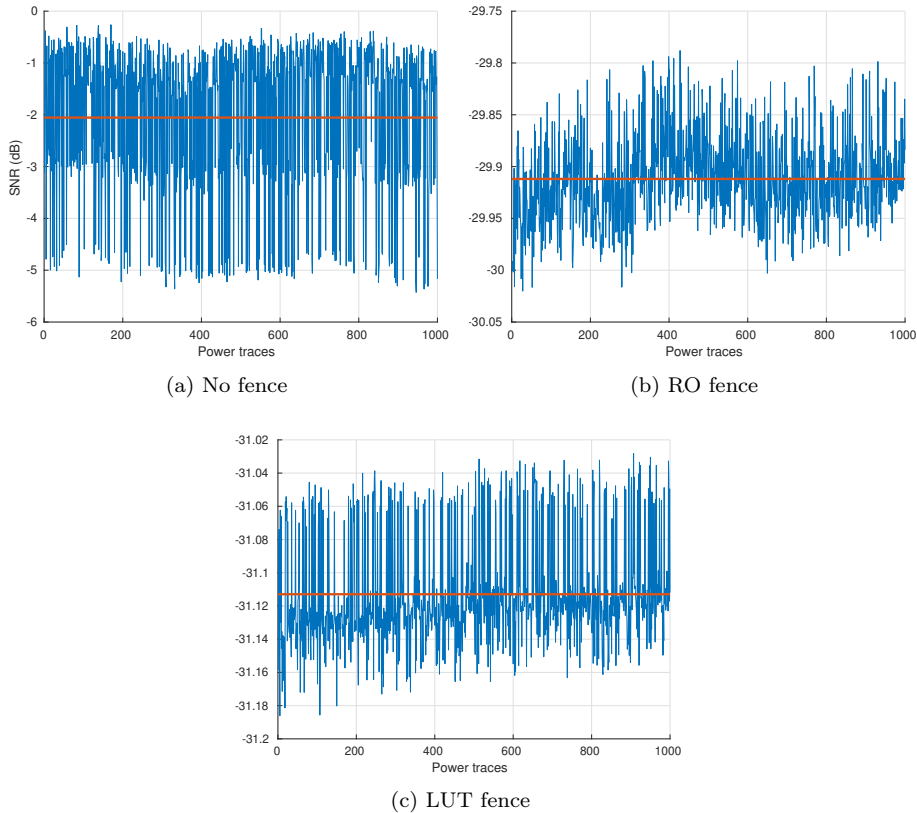 0
-1
-2
-3
-4
-5
-6
SNR (dB)
0 200 400 600 800 1000
Power traces
(a) No fence
-29.75
-29.8
-29.85
-29.9
-29.95
-30
-30.05
0 200 400 600 800 1000
Power traces
(b) RO fence
-31.02
-31.04
-31.06
-31.08
-31.1
-31.12
-31.14
-31.16
-31.18
-31.2
0 200 400 600 800 1000
Power traces
(c) LUT fence